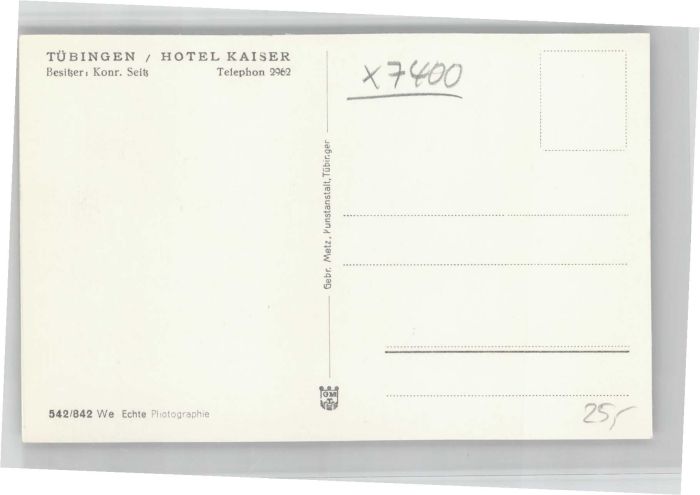 TÜBINGEN / HOTEL KAISER
Besitzer: Konr. Seitz Telephon 2962
x7400
Gebr. Metz, Kunstanstalt, Tübingen
GMT
542/842 We Echte Photographie
25,-